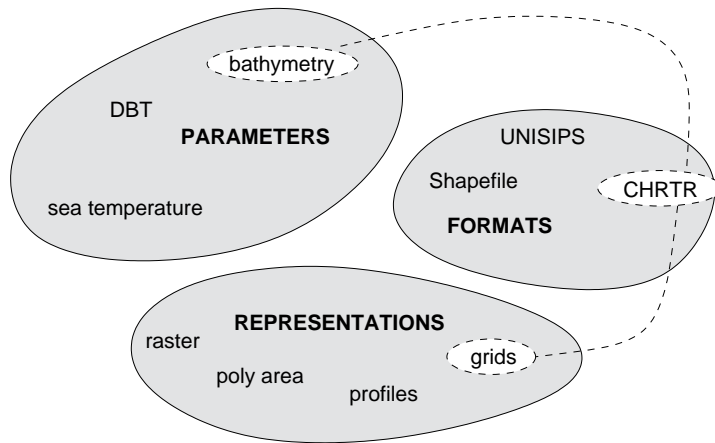 bathymetry
DBT
PARAMETERS
sea temperature
UNISIPS
Shapefile
CHRTR
FORMATS
REPRESENTATIONS
raster
grids
poly area
profiles